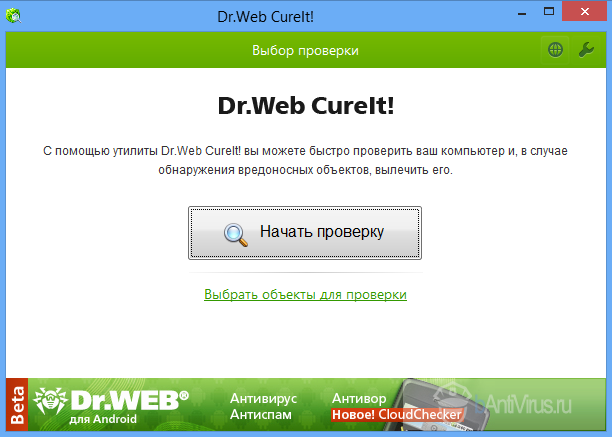 Dr.Web CureIt!
Выбор проверки
Dr.Web CureIt!
С помощью утилиты Dr.Web CureIt! вы можете быстро проверить ваш компьютер и, в случае
обнаружения вредоносных объектов, вылечить его.
Начать проверку
Выбрать объекты для проверки
Beta
Dr.WEB®
для Android
Антивирус
Антиспам
Антивор
Новое! CloudChecker
AntiVirus.ru